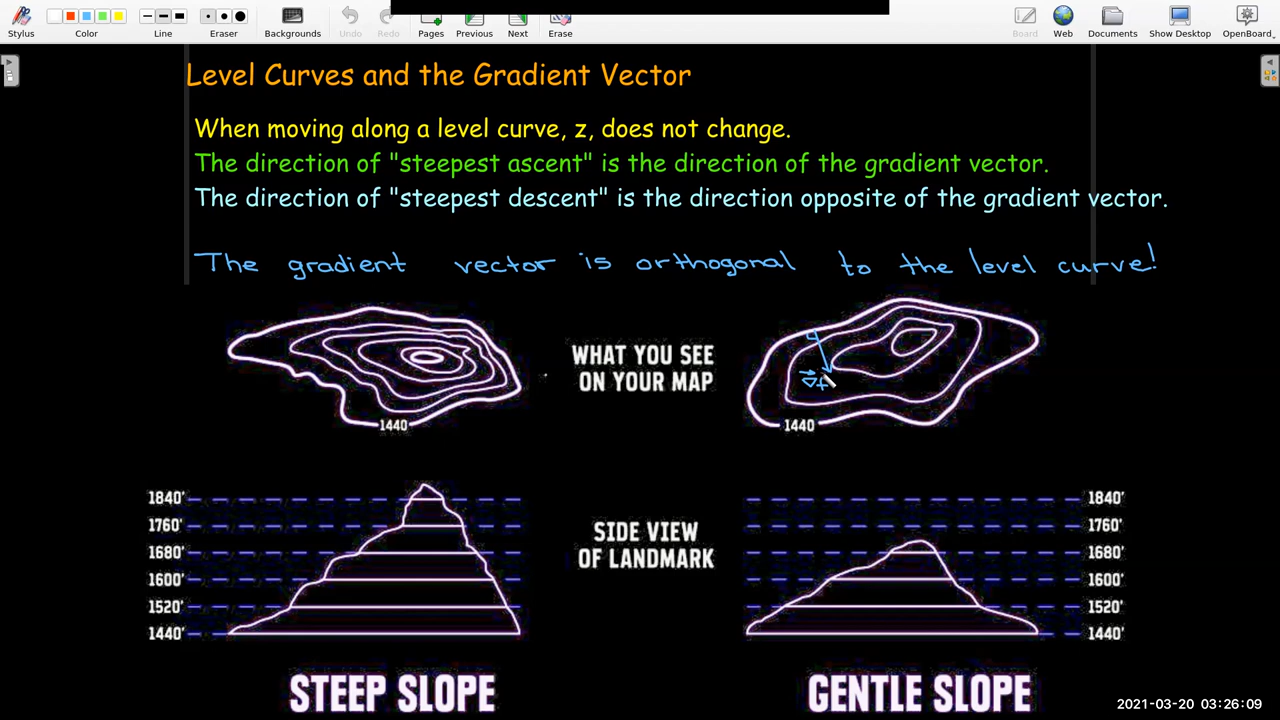 Stylus Color Line Eraser Backgrounds Undo Redo Pages Previous Next Erase Board Web Documents Show Desktop OpenBoard
Level Curves and the Gradient Vector
When moving along a level curve, z, does not change.
The direction of "steepest ascent" is the direction of the gradient vector.
The direction of "steepest descent" is the direction opposite of the gradient vector.
The gradient vector is orthogonal to the level curve!
WHAT YOU SEE
ON YOUR MAP
∇f
1440 1440
1840' 1840'
1760' 1760'
SIDE VIEW
OF LANDMARK
1680' 1680'
1600' 1600'
1520' 1520'
1440' 1440'
STEEP SLOPE GENTLE SLOPE
2021-03-20 03:26:09